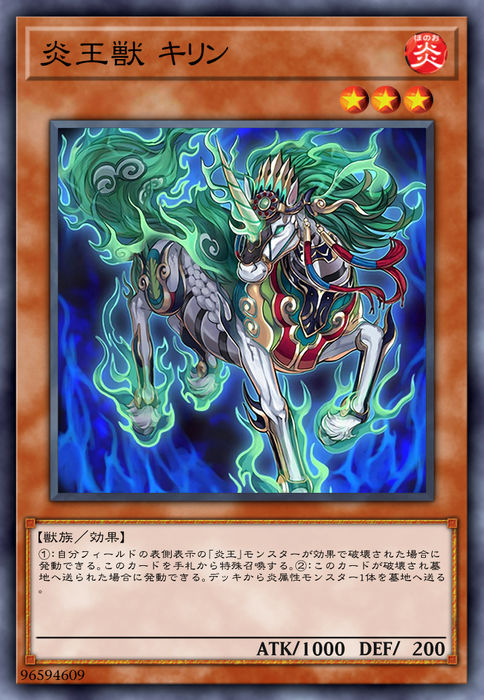 炎王獣 キリン
ほのお
炎
【獣族／効果】
①：自分フィールドの表側表示の「炎王」モンスターが効果で破壊された場合に
発動できる。このカードを手札から特殊召喚する。②：このカードが破壊され墓
地へ送られた場合に発動できる。デッキから炎属性モンスター1体を墓地へ送る
。
ATK/1000 DEF/ 200
96594609